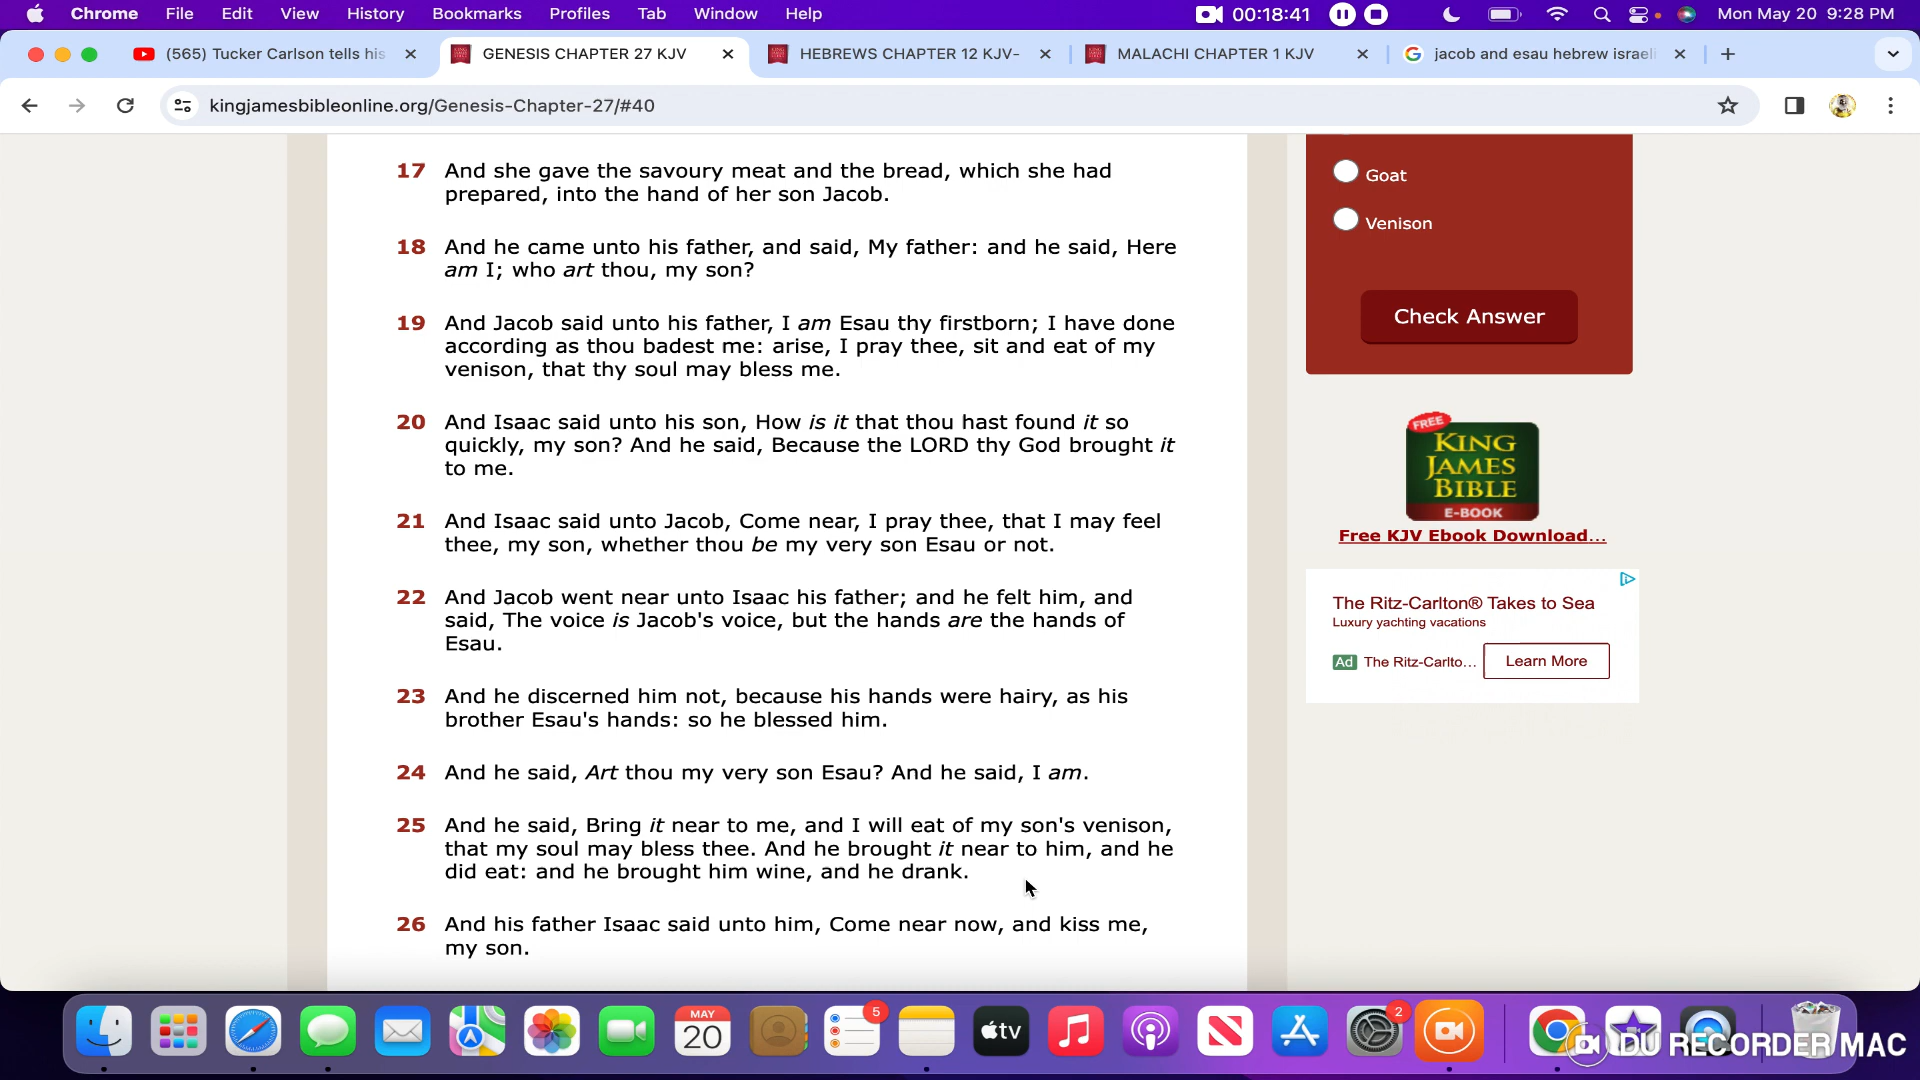 Chrome File Edit View History Bookmarks Profiles Tab Window Help 00:18:41 Mon May 20 9:28 PM
(565) Tucker Carlson tells his GENESIS CHAPTER 27 KJV HEBREWS CHAPTER 12 KJV- MALACHI CHAPTER 1 KJV jacob and esau hebrew israeli
kingjamesbibleonline.org/Genesis-Chapter-27/#40
17 And she gave the savoury meat and the bread, which she had
prepared, into the hand of her son Jacob.
18 And he came unto his father, and said, My father: and he said, Here
am I; who art thou, my son?
19 And Jacob said unto his father, I am Esau thy firstborn; I have done
according as thou badest me: arise, I pray thee, sit and eat of my
venison, that thy soul may bless me.
20 And Isaac said unto his son, How is it that thou hast found it so
quickly, my son? And he said, Because the LORD thy God brought it
to me.
21 And Isaac said unto Jacob, Come near, I pray thee, that I may feel
thee, my son, whether thou be my very son Esau or not.
22 And Jacob went near unto Isaac his father; and he felt him, and
said, The voice is Jacob's voice, but the hands are the hands of
Esau.
23 And he discerned him not, because his hands were hairy, as his
brother Esau's hands: so he blessed him.
24 And he said, Art thou my very son Esau? And he said, I am.
25 And he said, Bring it near to me, and I will eat of my son's venison,
that my soul may bless thee. And he brought it near to him, and he
did eat: and he brought him wine, and he drank.
26 And his father Isaac said unto him, Come near now, and kiss me,
my son.
Goat
Venison
Check Answer
FREE
KING
JAMES
BIBLE
E-BOOK
Free KJV Ebook Download...
The Ritz-Carlton® Takes to Sea
Luxury yachting vacations
Ad The Ritz-Carlto... Learn More
MAY
20
5
tv
2
DU RECORDER MAC